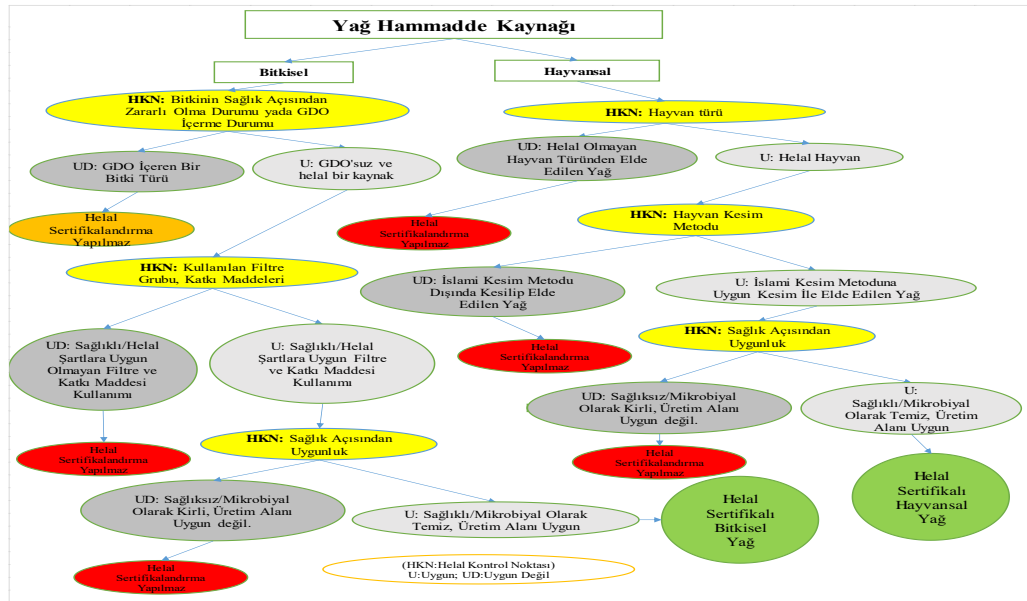 Yağ Hammadde Kaynağı
Bitkisel
Hayvansal
HKN: Bitkinin Sağlık Açısından
Zararlı Olma Durumu yada GDO
İçerme Durumu
HKN: Hayvan türü
UD: GDO İçeren Bir
Bitki Türü
U: GDO'suz ve
helal bir kaynak
UD: Helal Olmayan
Hayvan Türünden Elde
Edilen Yağ
U: Helal Hayvan
Helal
Sertifikalandırma
Yapılmaz
Helal
Sertifikalandırma
Yapılmaz
HKN: Hayvan Kesim
Metodu
HKN: Kullanılan Filtre
Grubu, Katkı Maddeleri
UD: İslami Kesim Metodu
Dışında Kesilip Elde
Edilen Yağ
U: İslami Kesim Metoduna
Uygun Kesim İle Elde Edilen Yağ
Helal
Sertifikalandırma
Yapılmaz
HKN: Sağlık Açısından
Uygunluk
UD: Sağlıklı/Helal
Şartlara Uygun
Olmayan Filtre ve
Katkı Maddesi
Kullanımı
U: Sağlıklı/Helal
Şartlara Uygun Filtre
ve Katkı Maddesi
Kullanımı
UD: Sağlıksız/Mikrobiyal
Olarak Kirli, Üretim Alanı
Uygun değil.
U:
Sağlıklı/Mikrobiyal
Olarak Temiz, Üretim
Alanı Uygun
Helal
Sertifikalandırma
Yapılmaz
HKN: Sağlık Açısından
Uygunluk
Helal
Sertifikalandırma
Yapılmaz
UD: Sağlıksız/Mikrobiyal
Olarak Kirli, Üretim Alanı
Uygun değil.
U: Sağlıklı/Mikrobiyal Olarak
Temiz, Üretim Alanı Uygun
Helal
Sertifikalı
Bitkisel
Yağ
Helal
Sertifikalı
Hayvansal
Yağ
Helal
Sertifikalandırma
Yapılmaz
(HKN:Helal Kontrol Noktası)
U:Uygun; UD:Uygun Değil